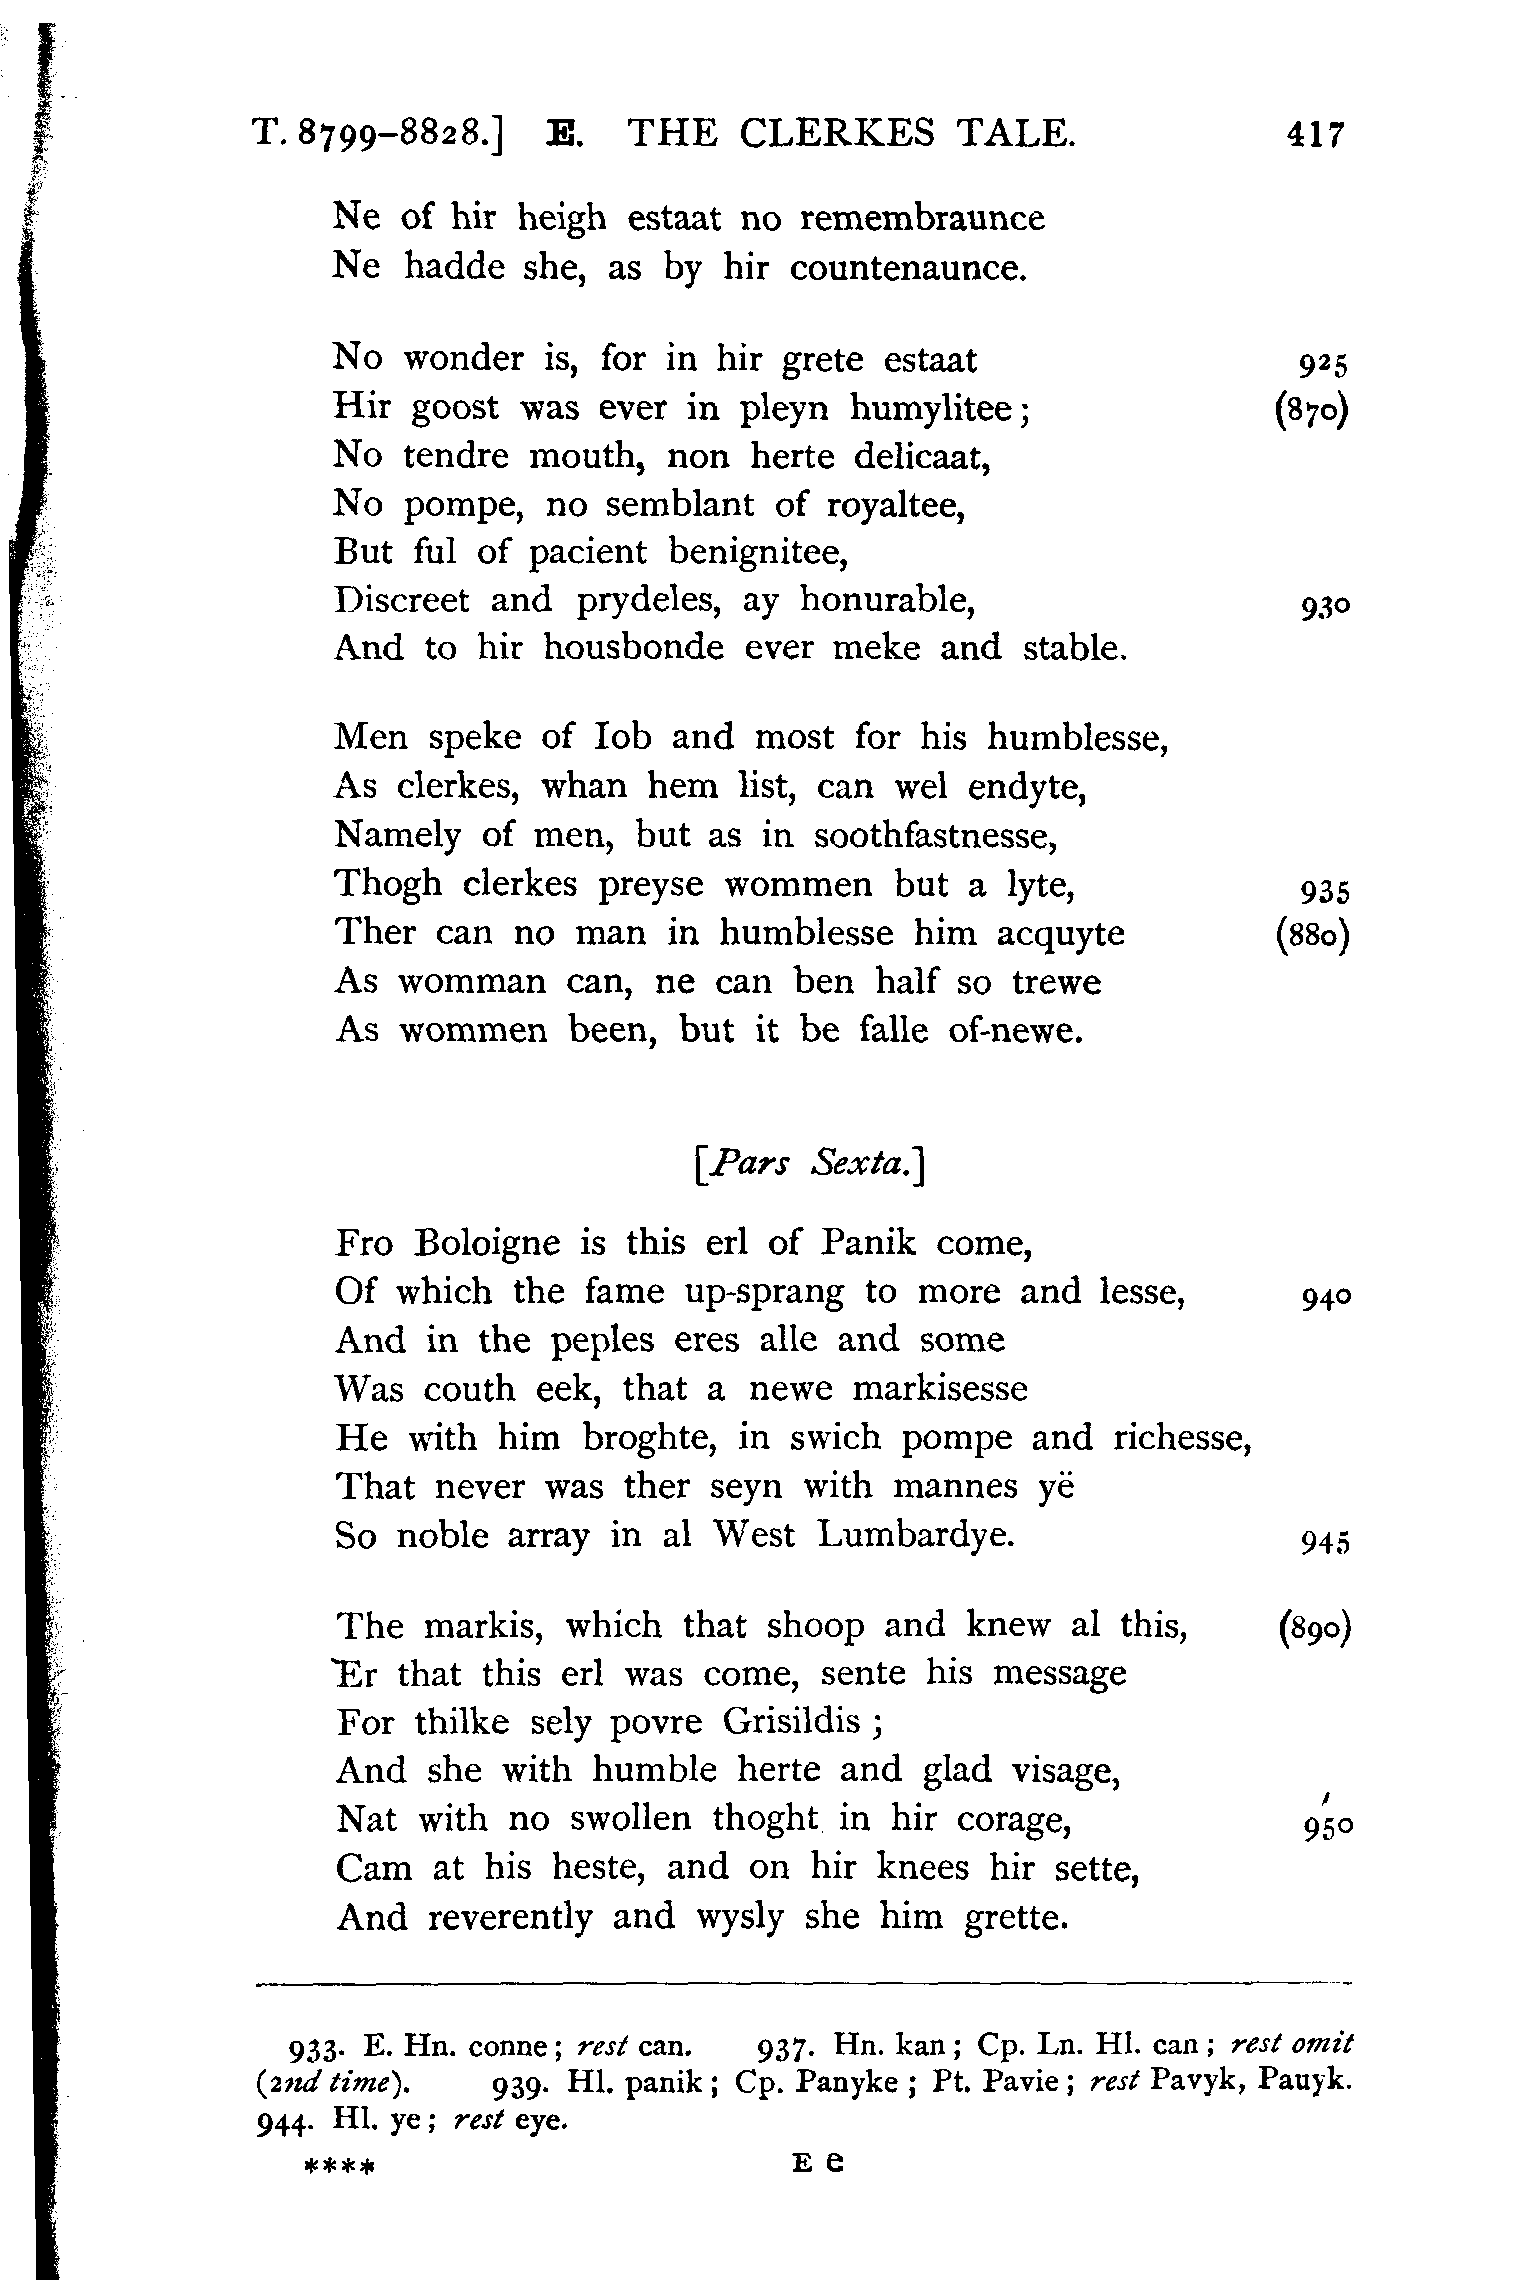 T. 8799–8828.] E. THE CLERKES TALE. 417
Ne of hir heigh estaat no remembraunce
Ne hadde she, as by hir countenaunce.
No wonder is, for in hir grete estaat 925
Hir goost was ever in pleyn humylitee; (870)
No tendre mouth, non herte delicaat,
No pompe, no semblant of royaltee,
But ful of pacient benignitee,
Discreet and prydeles, ay honurable, 930
And to hir housbonde ever meke and stable.
Men speke of Iob and most for his humblesse,
As clerkes, whan hem list, can wel endyte,
Namely of men, but as in soothfastnesse,
Thogh clerkes preyse wommen but a lyte, 935
Ther can no man in humblesse him acquyte (880)
As womman can, ne can ben half so trewe
As wommen been, but it be falle of-newe.
[Pars Sexta.]
Fro Boloigne is this erl of Panik come,
Of which the fame up-sprang to more and lesse, 940
And in the peples eres alle and some
Was couth eek, that a newe markisesse
He with him broghte, in swich pompe and richesse,
That never was ther seyn with mannes yë
So noble array in al West Lumbardye. 945
The markis, which that shoop and knew al this, (890)
Er that this erl was come, sente his message
For thilke sely povre Grisildis;
And she with humble herte and glad visage,
Nat with no swollen thoght in hir corage, 950
Cam at his heste, and on hir knees hir sette,
And reverently and wysly she him grette.
933. E. Hn. conne; rest can. 937. Hn. kan; Cp. Ln. Hl. can; rest omit
(2nd time). 939. Hl. panik; Cp. Panyke; Pt. Pavie; rest Pavyk, Pauyk.
944. Hl. ye; rest eye.
**** E e